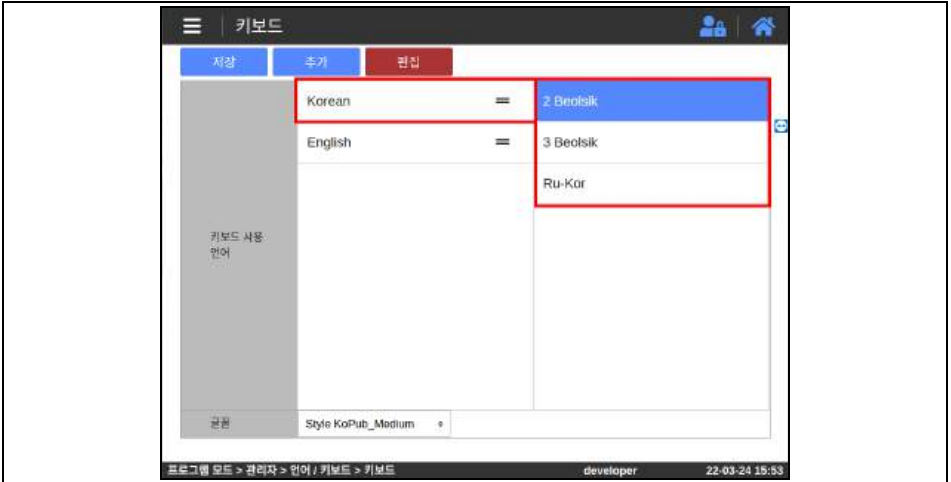 키보드
저장 추가 편집
Korean 2 Beolsik
English 3 Beolsik
Ru-Kor
키보드 사용
언어
글꼴 Style KoPub_Medium
프로그램 모드 > 관리자 > 언어 / 키보드 > 키보드 developer 22-03-24 15:53